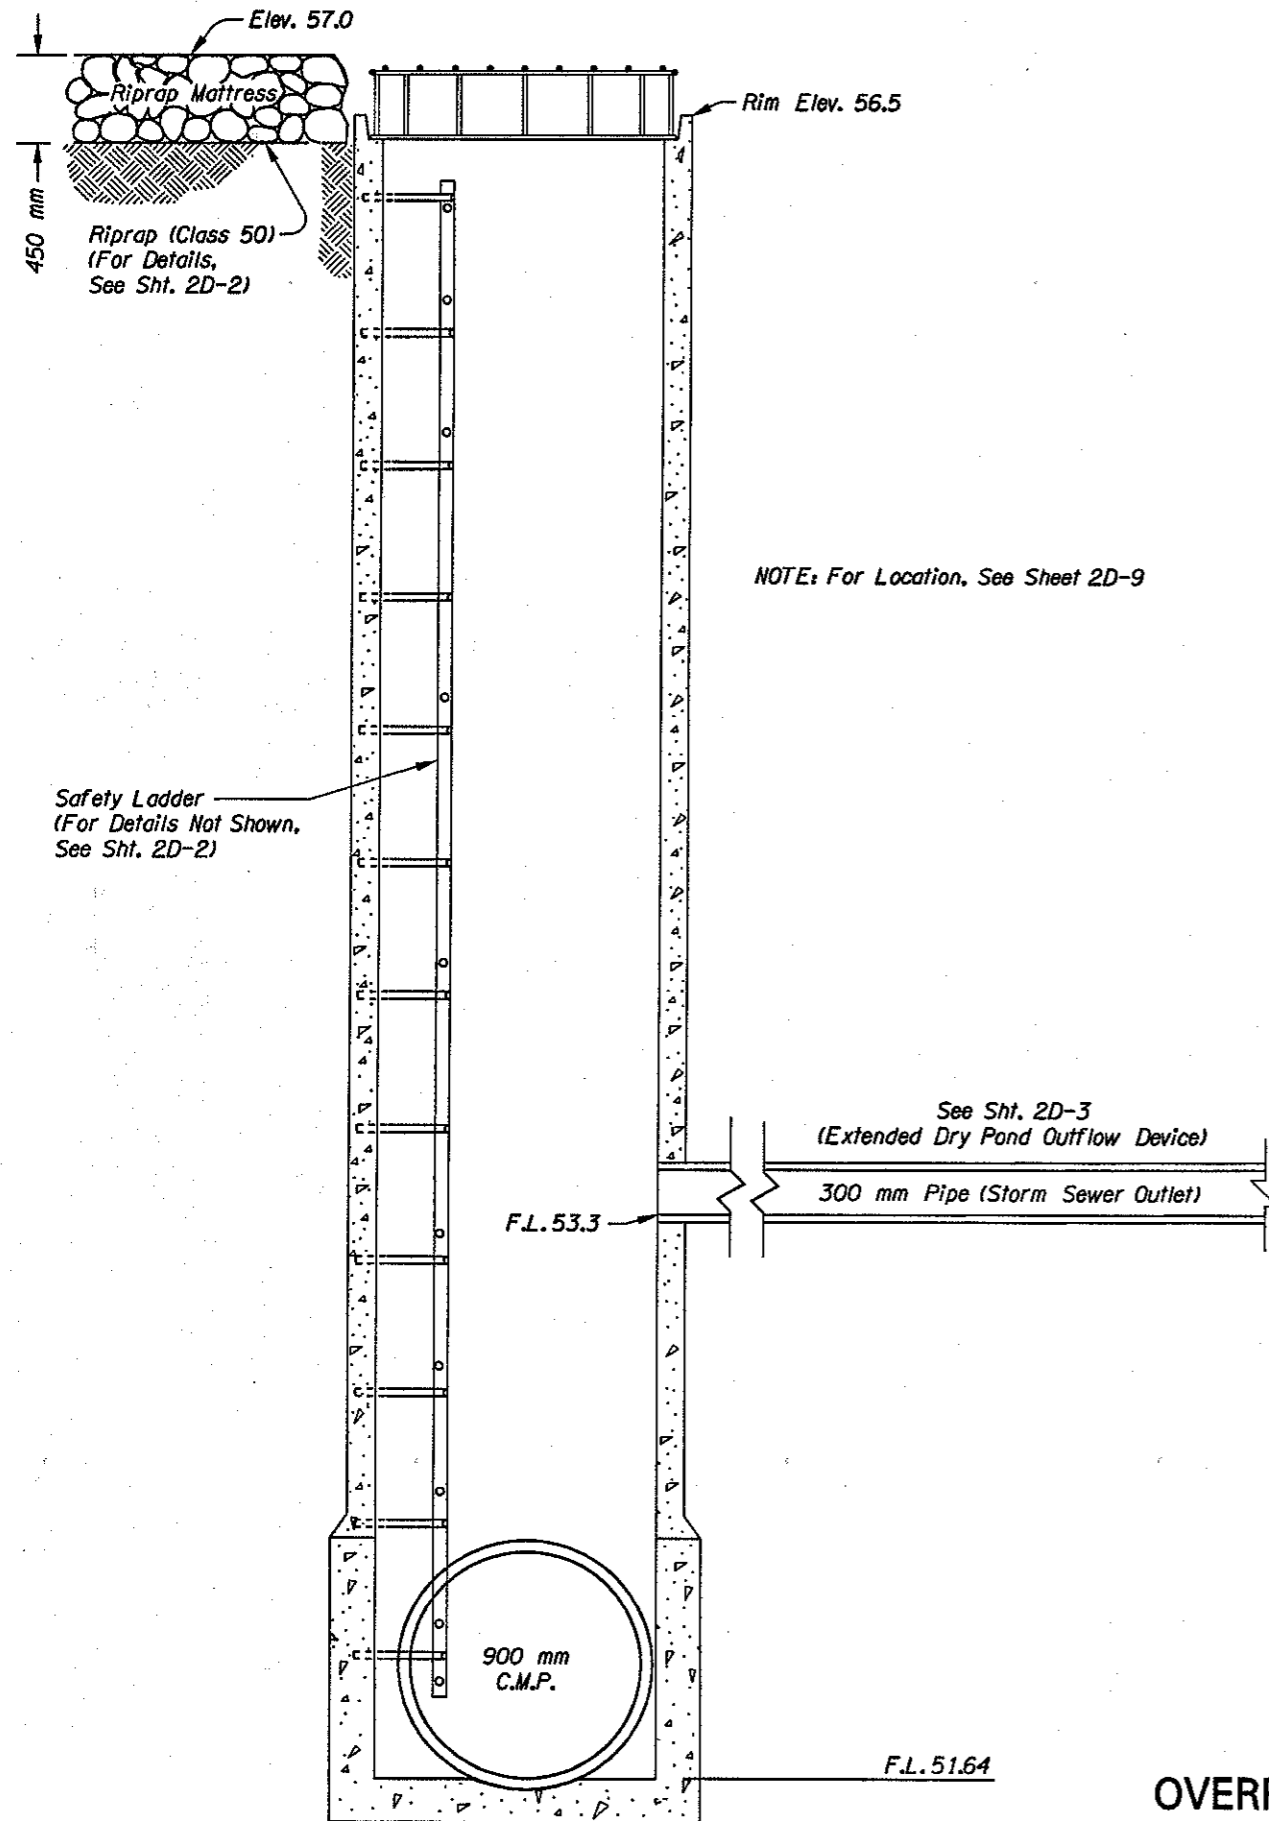 Elev. 57.0
Riprap Mattress
Rim Elev. 56.5
450 mm
Riprap (Class 50)
(For Details,
See Sht. 2D-2)
NOTE: For Location, See Sheet 2D-9
Safety Ladder
(For Details Not Shown,
See Sht. 2D-2)
See Sht. 2D-3
(Extended Dry Pond Outflow Device)
300 mm Pipe (Storm Sewer Outlet)
F.L. 53.3
900 mm
C.M.P.
F.L. 51.64